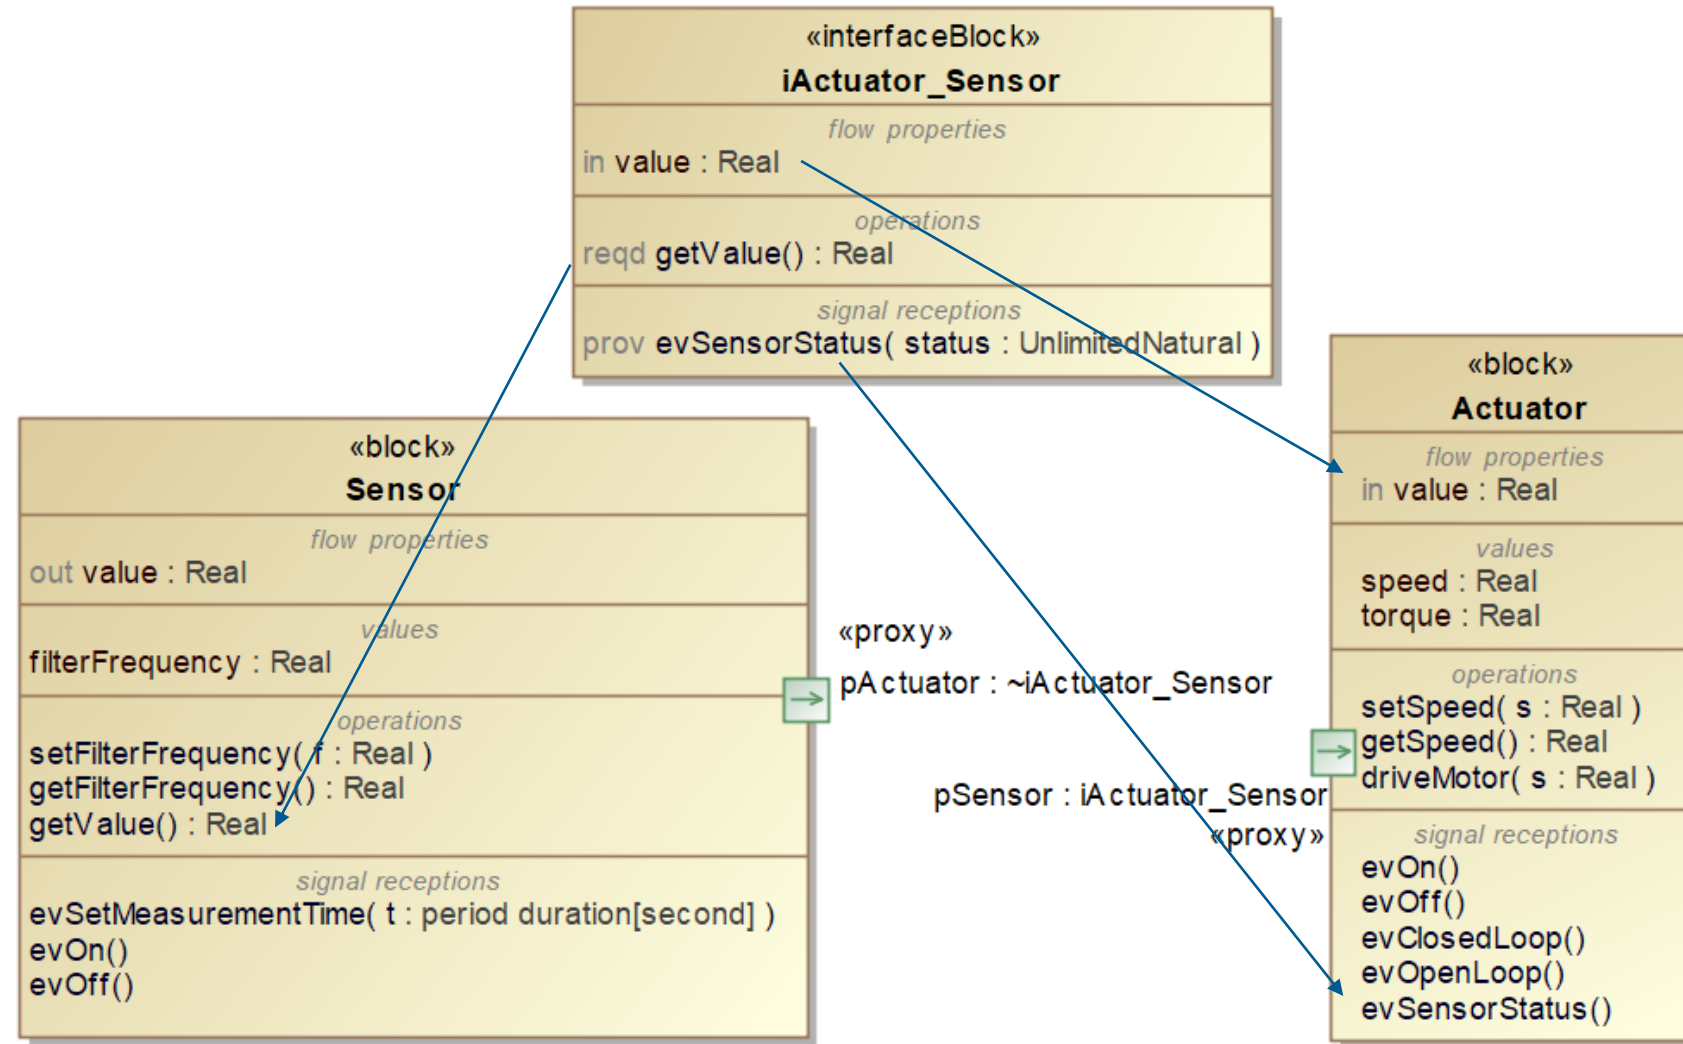 «interfaceBlock»
iActuator_Sensor
flow properties
in value : Real
operations
reqd getValue() : Real
signal receptions
prov evSensorStatus( status : UnlimitedNatural )
«block»
Sensor
flow properties
out value : Real
values
filterFrequency : Real
operations
setFilterFrequency( f : Real )
getFilterFrequency() : Real
getValue() : Real
signal receptions
evSetMeasurementTime( t : period duration[second] )
evOn()
evOff()
«proxy»
pActuator : ~iActuator_Sensor
pSensor : iActuator_Sensor
«proxy»
«block»
Actuator
flow properties
in value : Real
values
speed : Real
torque : Real
operations
setSpeed( s : Real )
getSpeed() : Real
driveMotor( s : Real )
signal receptions
evOn()
evOff()
evClosedLoop()
evOpenLoop()
evSensorStatus()